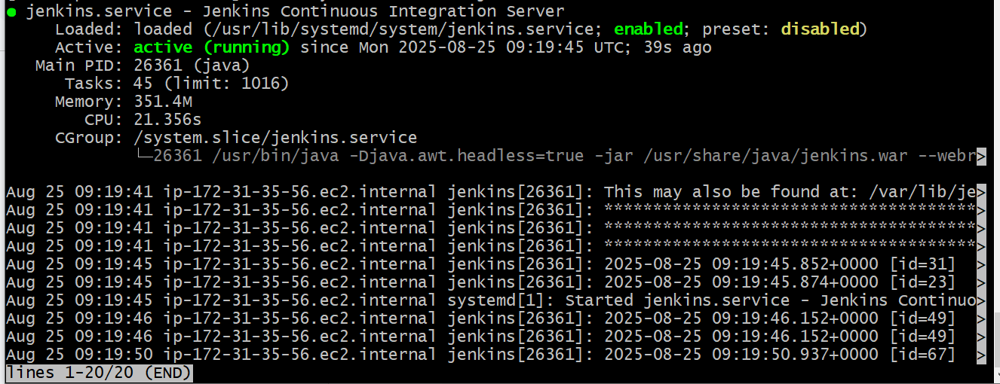 ● jenkins.service - Jenkins Continuous Integration Server
Loaded: loaded (/usr/lib/systemd/system/jenkins.service; enabled; preset: disabled)
Active: active (running) since Mon 2025-08-25 09:19:45 UTC; 39s ago
Main PID: 26361 (java)
Tasks: 45 (limit: 1016)
Memory: 351.4M
CPU: 21.356s
CGroup: /system.slice/jenkins.service
└─26361 /usr/bin/java -Djava.awt.headless=true -jar /usr/share/java/jenkins.war --webr>
Aug 25 09:19:41 ip-172-31-35-56.ec2.internal jenkins[26361]: This may also be found at: /var/lib/je>
Aug 25 09:19:41 ip-172-31-35-56.ec2.internal jenkins[26361]: **************************************>
Aug 25 09:19:41 ip-172-31-35-56.ec2.internal jenkins[26361]: **************************************>
Aug 25 09:19:41 ip-172-31-35-56.ec2.internal jenkins[26361]: **************************************>
Aug 25 09:19:45 ip-172-31-35-56.ec2.internal jenkins[26361]: 2025-08-25 09:19:45.852+0000 [id=31] >
Aug 25 09:19:45 ip-172-31-35-56.ec2.internal jenkins[26361]: 2025-08-25 09:19:45.874+0000 [id=23] >
Aug 25 09:19:45 ip-172-31-35-56.ec2.internal systemd[1]: Started jenkins.service - Jenkins Continuo>
Aug 25 09:19:46 ip-172-31-35-56.ec2.internal jenkins[26361]: 2025-08-25 09:19:46.152+0000 [id=49] >
Aug 25 09:19:46 ip-172-31-35-56.ec2.internal jenkins[26361]: 2025-08-25 09:19:46.152+0000 [id=49] >
Aug 25 09:19:50 ip-172-31-35-56.ec2.internal jenkins[26361]: 2025-08-25 09:19:50.937+0000 [id=67] >
lines 1-20/20 (END)